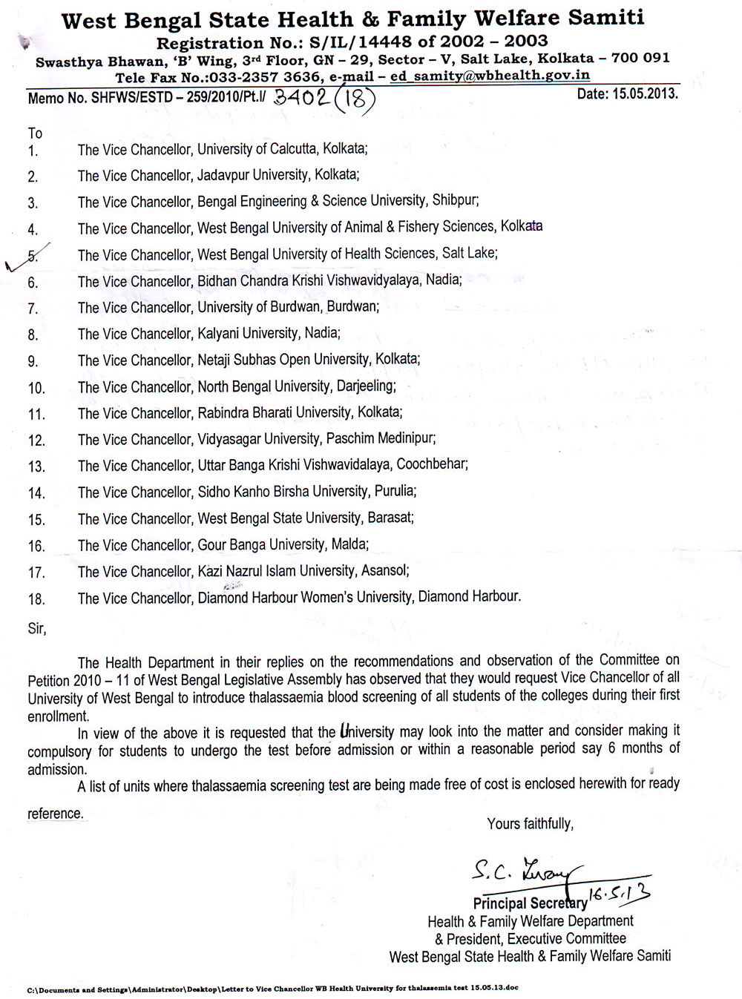 West Bengal State Health & Family Welfare Samiti
Registration No.: S/IL/14448 of 2002 – 2003
Swasthya Bhawan, ‘B’ Wing, 3rd Floor, GN – 29, Sector – V, Salt Lake, Kolkata – 700 091
Tele Fax No.:033-2357 3636, e-mail – ed_samity@wbhealth.gov.in
Memo No. SHFWS/ESTD – 259/2010/Pt.I/ 3402(18) Date: 15.05.2013.
To
1. The Vice Chancellor, University of Calcutta, Kolkata;
2. The Vice Chancellor, Jadavpur University, Kolkata;
3. The Vice Chancellor, Bengal Engineering & Science University, Shibpur;
4. The Vice Chancellor, West Bengal University of Animal & Fishery Sciences, Kolkata
5. The Vice Chancellor, West Bengal University of Health Sciences, Salt Lake;
6. The Vice Chancellor, Bidhan Chandra Krishi Vishwavidyalaya, Nadia;
7. The Vice Chancellor, University of Burdwan, Burdwan;
8. The Vice Chancellor, Kalyani University, Nadia;
9. The Vice Chancellor, Netaji Subhas Open University, Kolkata;
10. The Vice Chancellor, North Bengal University, Darjeeling;
11. The Vice Chancellor, Rabindra Bharati University, Kolkata;
12. The Vice Chancellor, Vidyasagar University, Paschim Medinipur;
13. The Vice Chancellor, Uttar Banga Krishi Vishwavidalaya, Coochbehar;
14. The Vice Chancellor, Sidho Kanho Birsha University, Purulia;
15. The Vice Chancellor, West Bengal State University, Barasat;
16. The Vice Chancellor, Gour Banga University, Malda;
17. The Vice Chancellor, Kazi Nazrul Islam University, Asansol;
18. The Vice Chancellor, Diamond Harbour Women's University, Diamond Harbour.
Sir,
The Health Department in their replies on the recommendations and observation of the Committee on
Petition 2010 – 11 of West Bengal Legislative Assembly has observed that they would request Vice Chancellor of all
University of West Bengal to introduce thalassaemia blood screening of all students of the colleges during their first
enrollment.
In view of the above it is requested that the University may look into the matter and consider making it
compulsory for students to undergo the test before admission or within a reasonable period say 6 months of
admission.
A list of units where thalassaemia screening test are being made free of cost is enclosed herewith for ready
reference.
Yours faithfully,
S.C.
16.5.13
Principal Secretary
Health & Family Welfare Department
& President, Executive Committee
West Bengal State Health & Family Welfare Samiti
C:\Documents and Settings\Administrator\Desktop\Letter to Vice Chancellor WB Health University for thalassemia test 15.05.13.doc